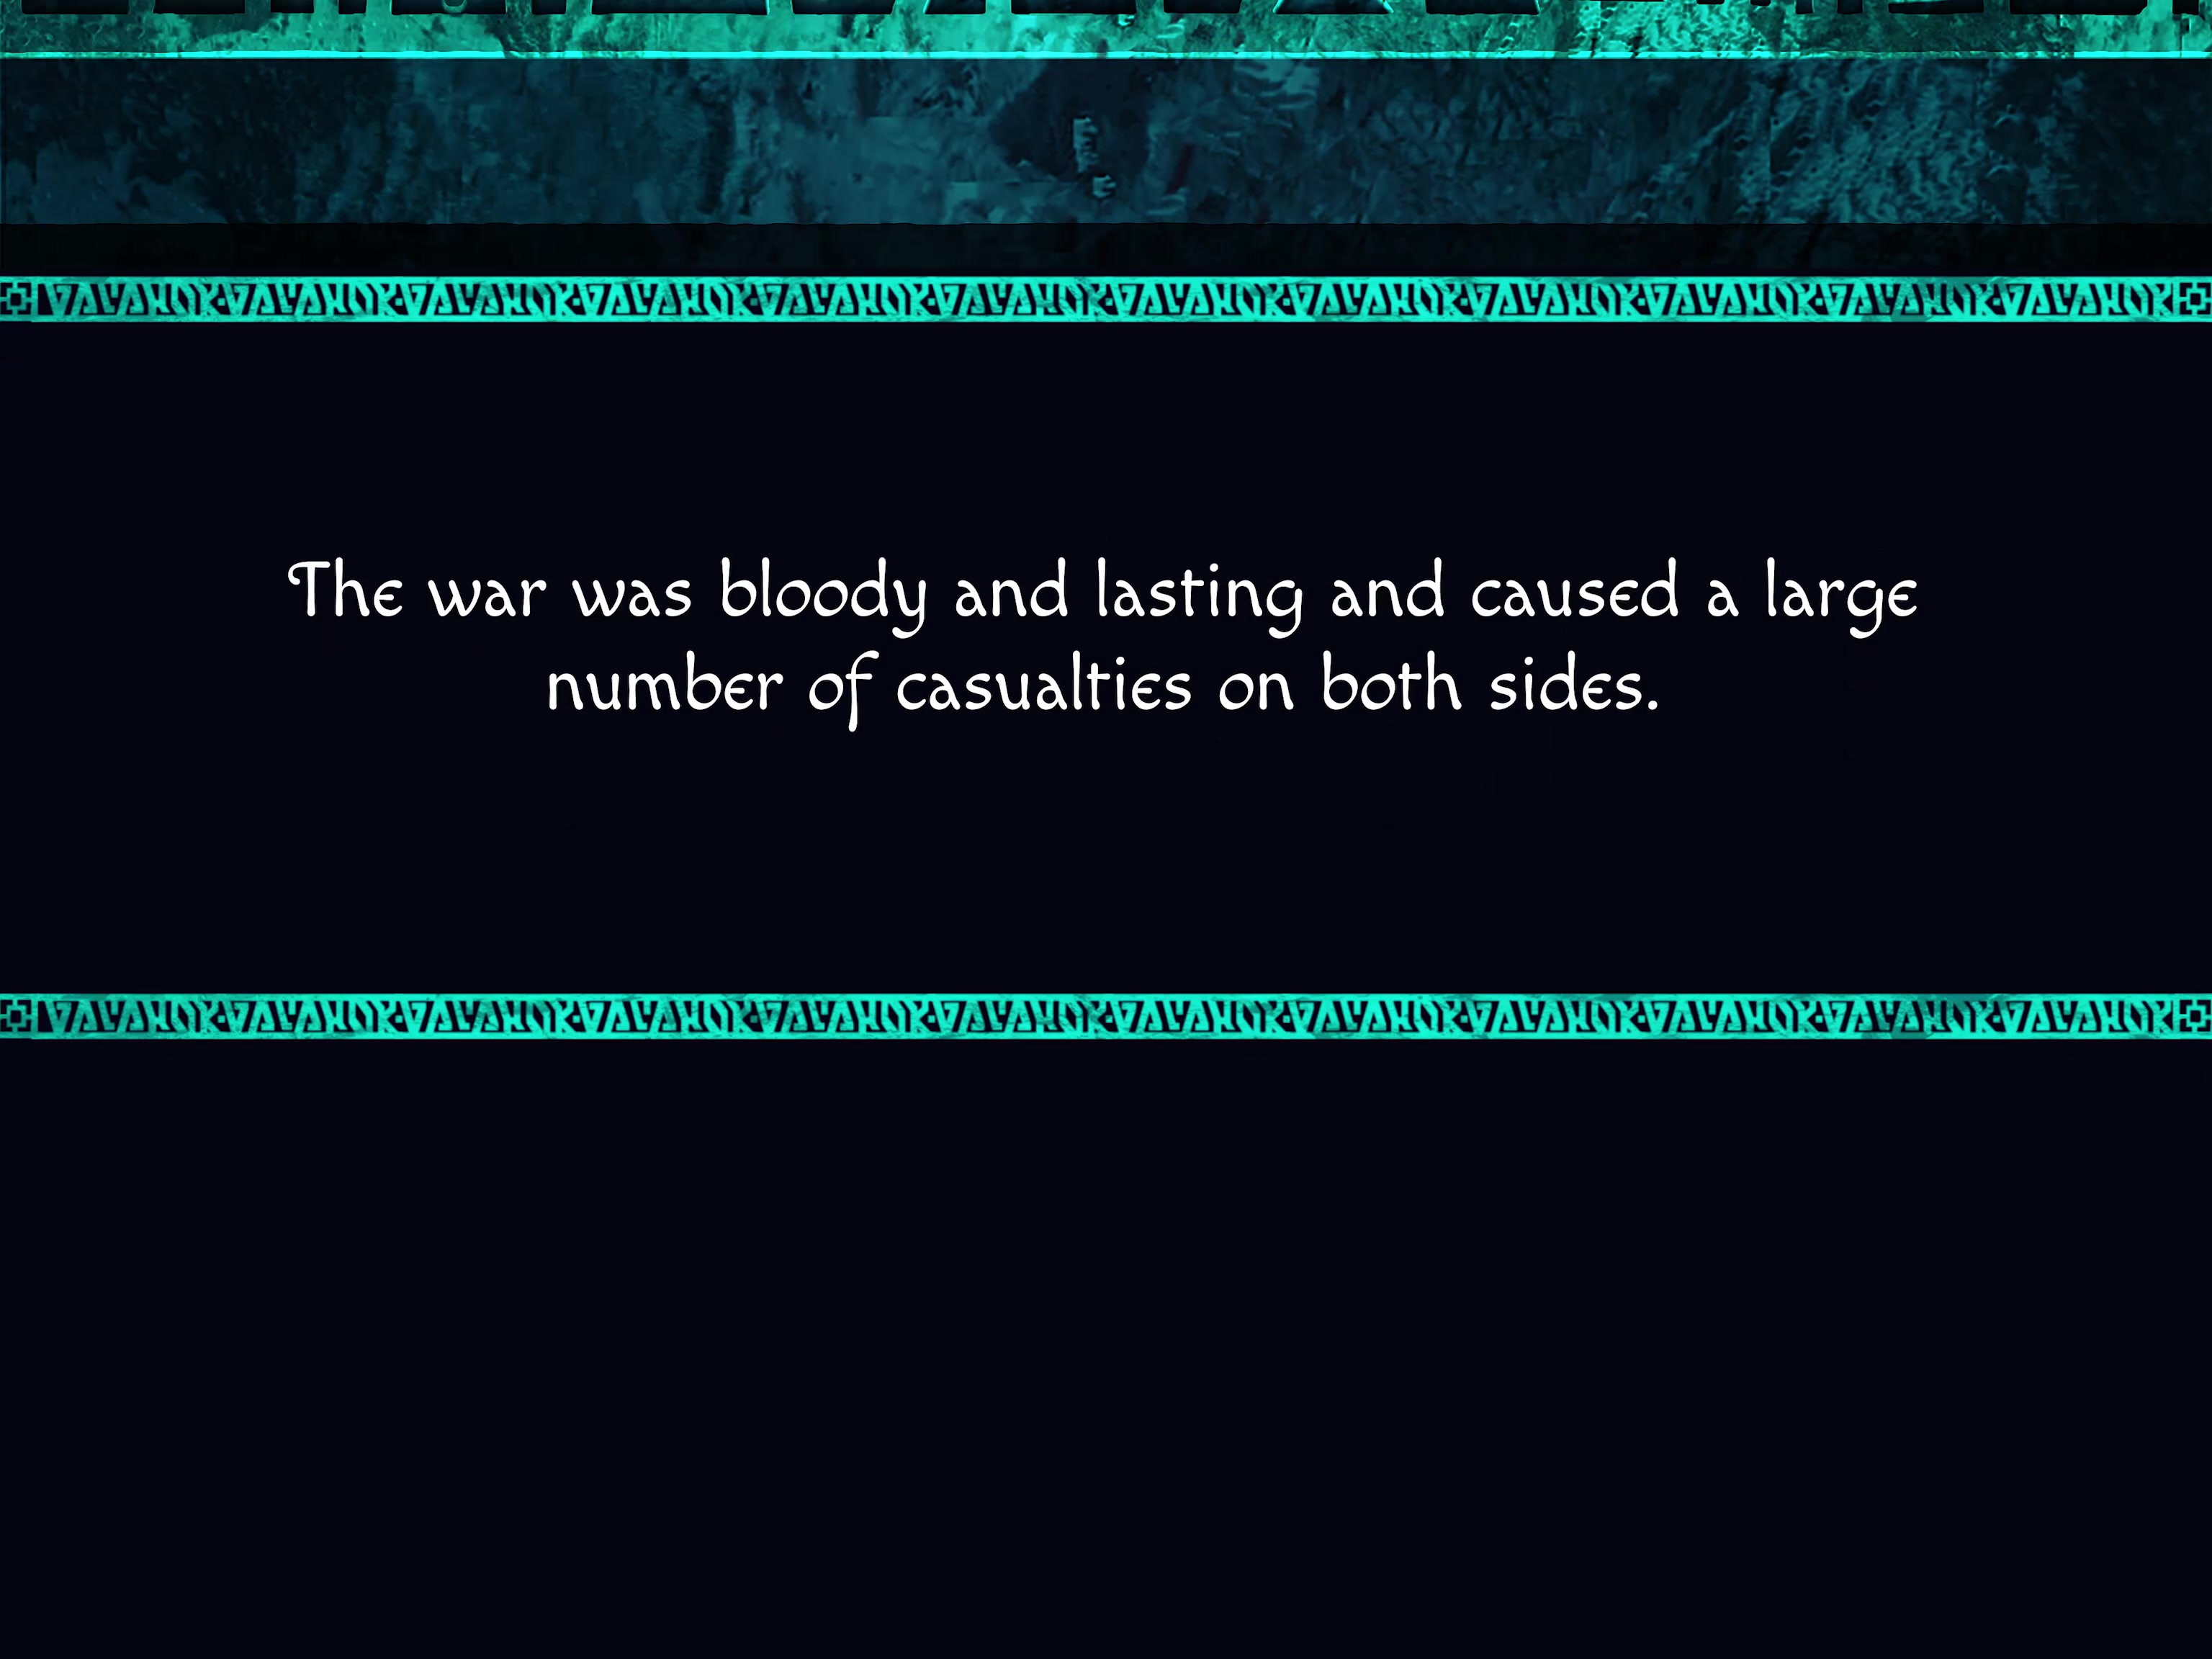 The war was bloody and lasting and caused a large
number of casualties on both sides.